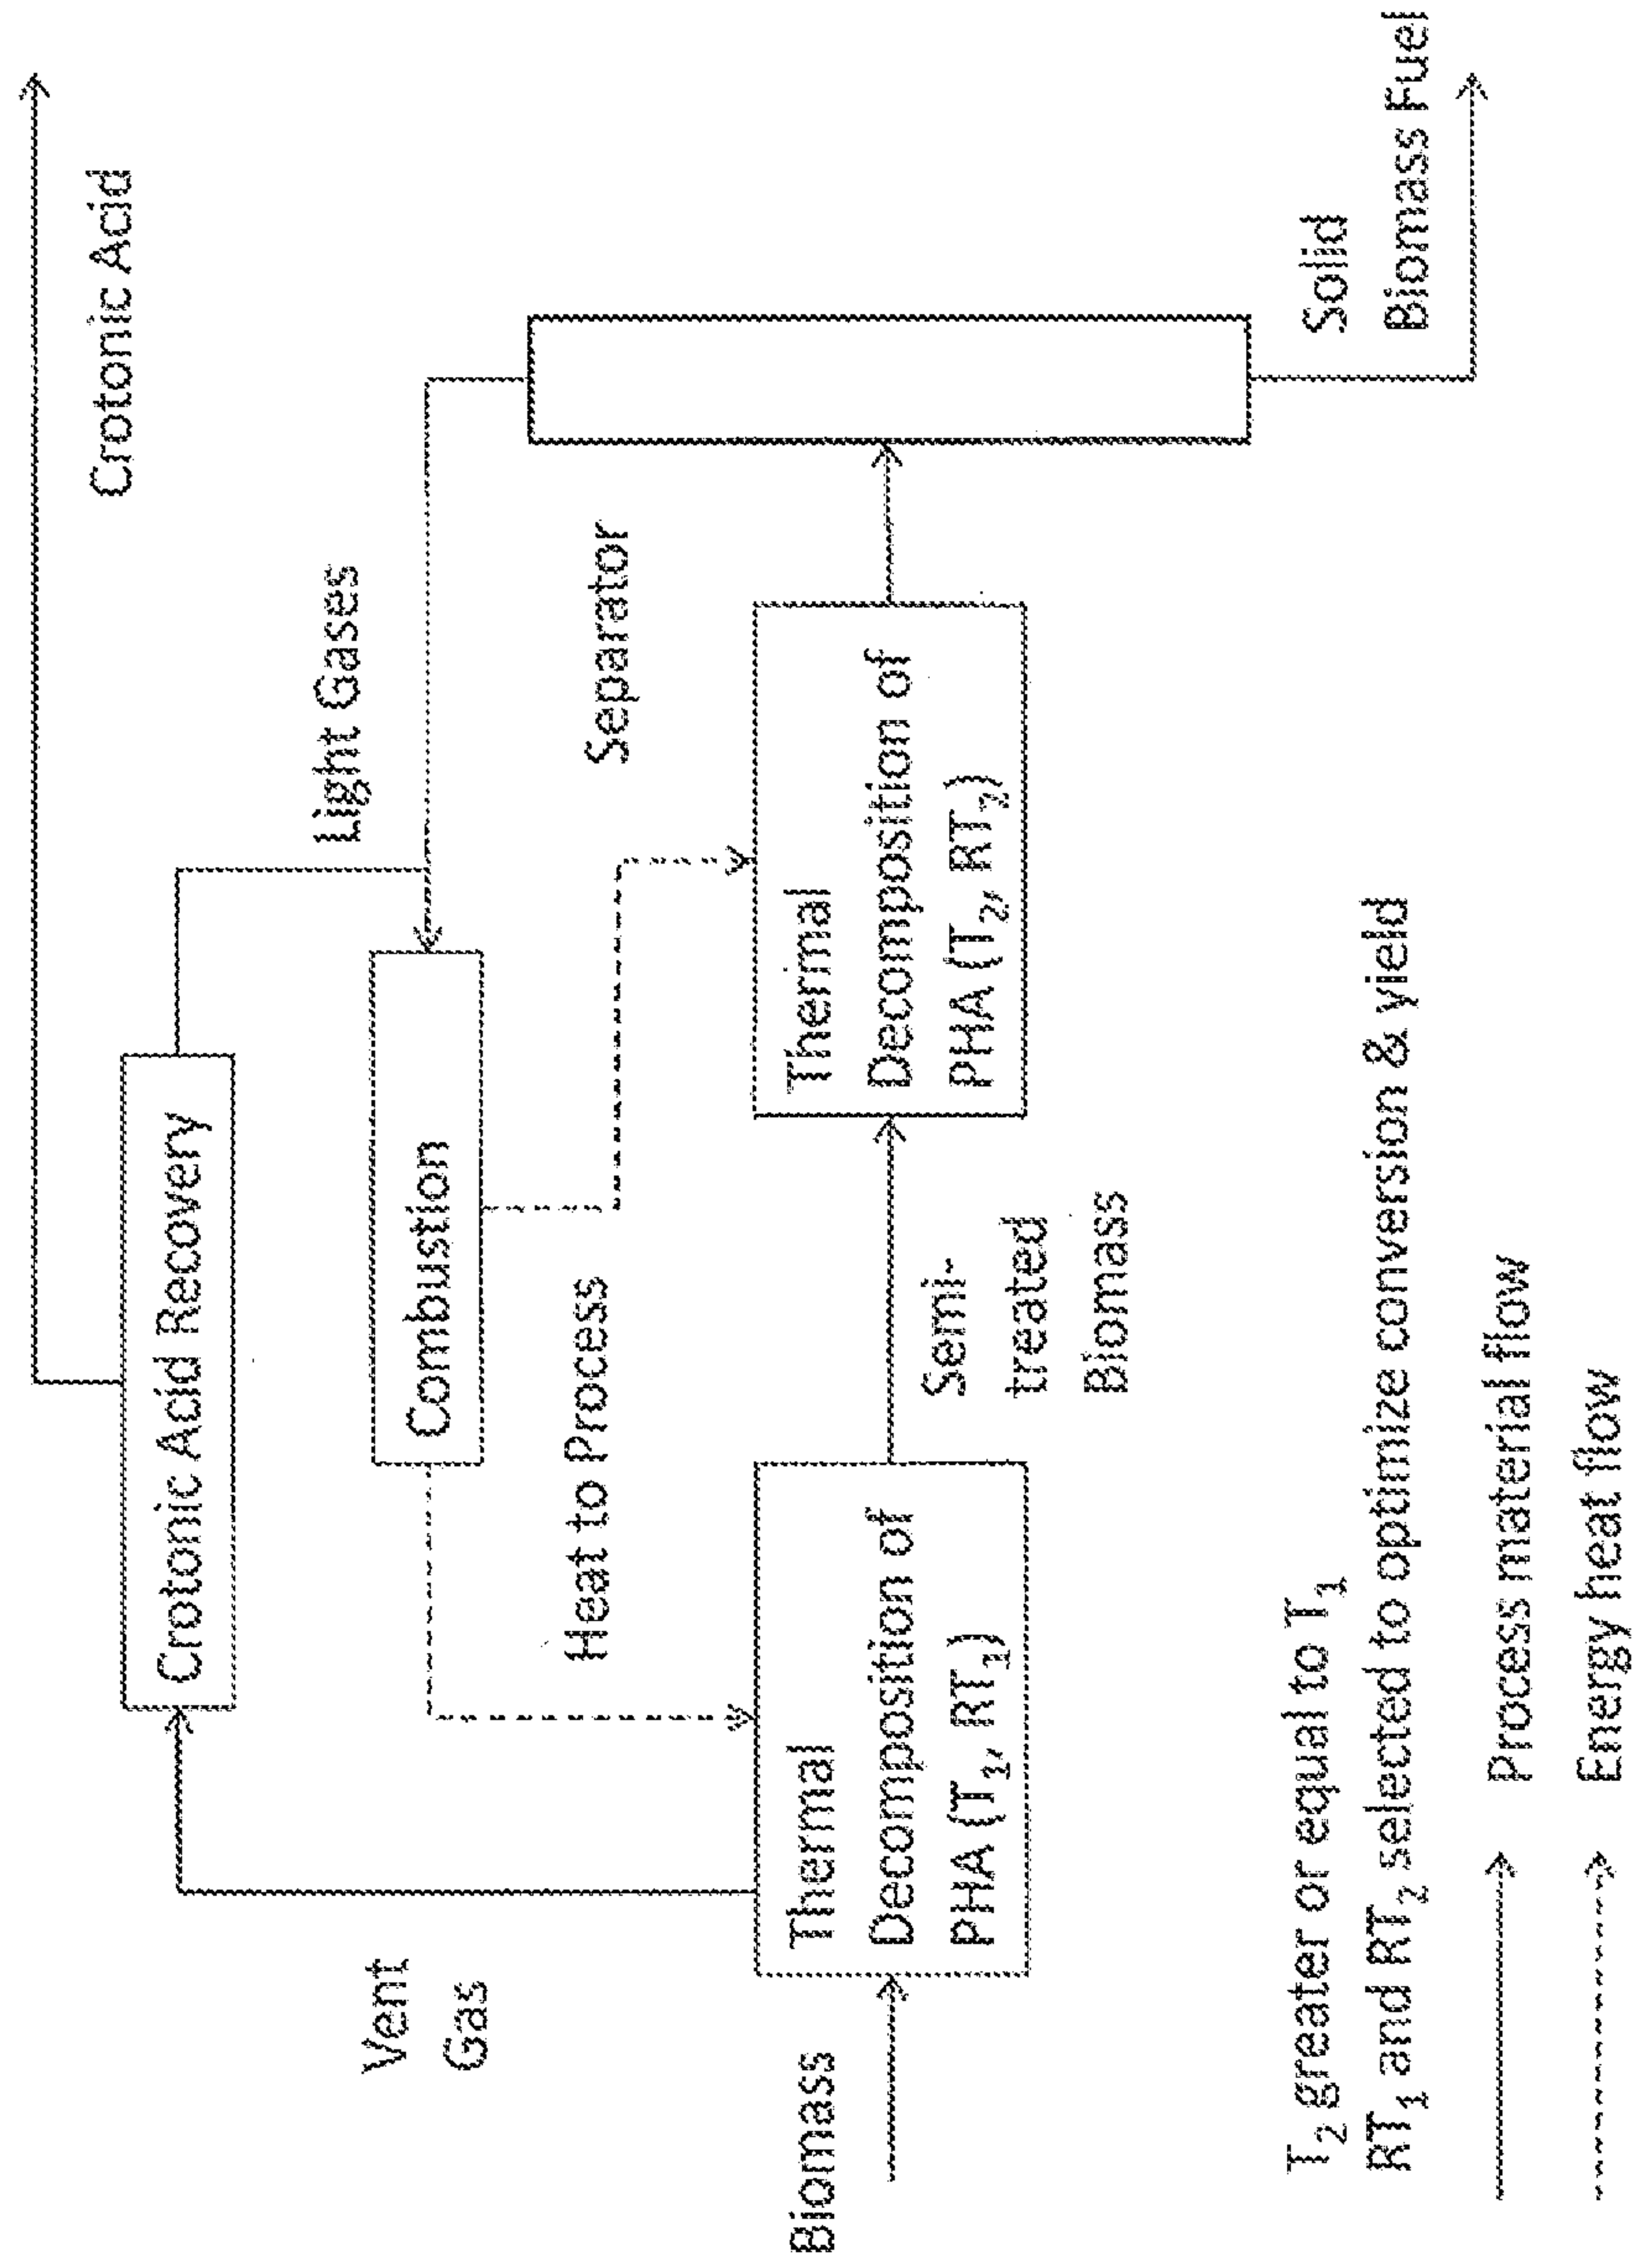 Crotonic Acid
Crotonic Acid Recovery
Light Gases
Vent
Gas
Combustion
Heat to Process
Separator
Biomass
Thermal
Decomposition of
PHA (T₁, RT₁)
Semi-
treated
Biomass
Thermal
Decomposition of
PHA (T₂, RT₂)
Solid
Biomass Fuel
T₂ greater or equal to T₁
RT₁ and RT₂ selected to optimize conversion & yield
Process material flow
Energy heat flow